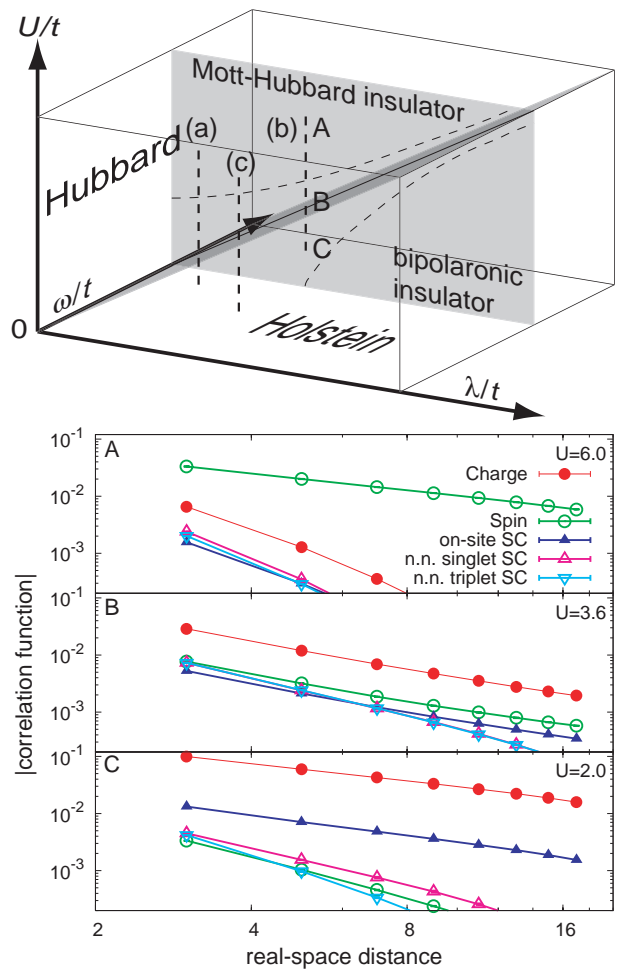 U/t
Mott-Hubbard insulator
(a)
(b)
A
(c)
Hubbard
B
C
ω/t
bipolaronic
insulator
0
Holstein
λ/t
10^-1
A
U=6.0
Charge
10^-2
Spin
on-site SC
10^-3
n.n. singlet SC
n.n. triplet SC
10^-1
B
U=3.6
10^-2
|correlation function|
10^-3
10^-1
C
U=2.0
10^-2
10^-3
2
4
8
16
real-space distance